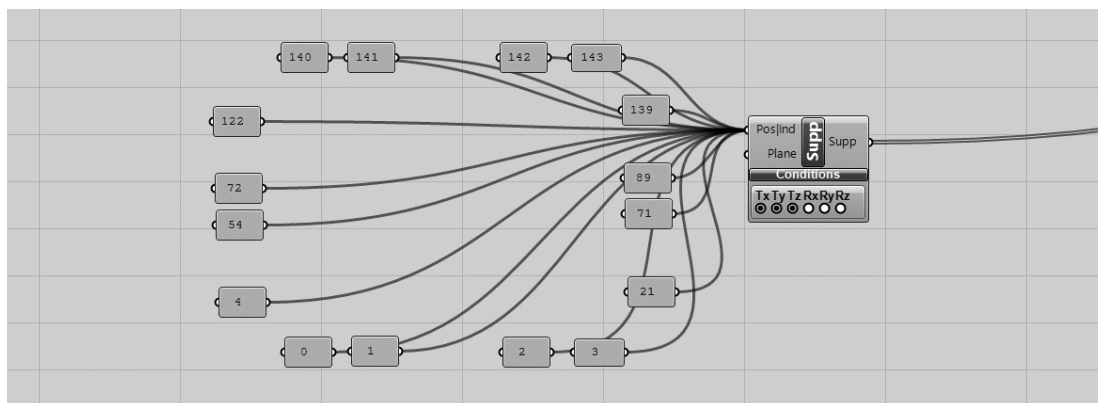 140 141 142 143
139
122
Pos|Ind Supp Supp
Plane
Conditions
Tx Ty Tz Rx Ry Rz
89
72
71
54
21
4
0 1 2 3